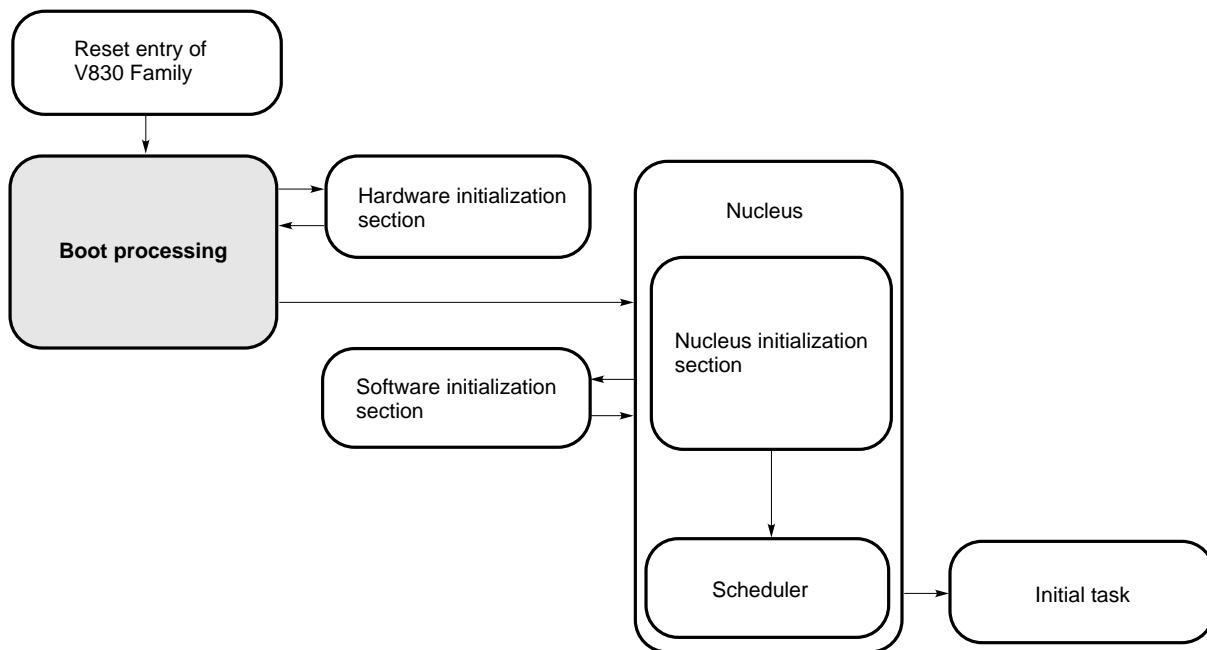 Reset entry of
V830 Family
Boot processing
Hardware initialization
section
Nucleus
Nucleus initialization
section
Software initialization
section
Scheduler
Initial task